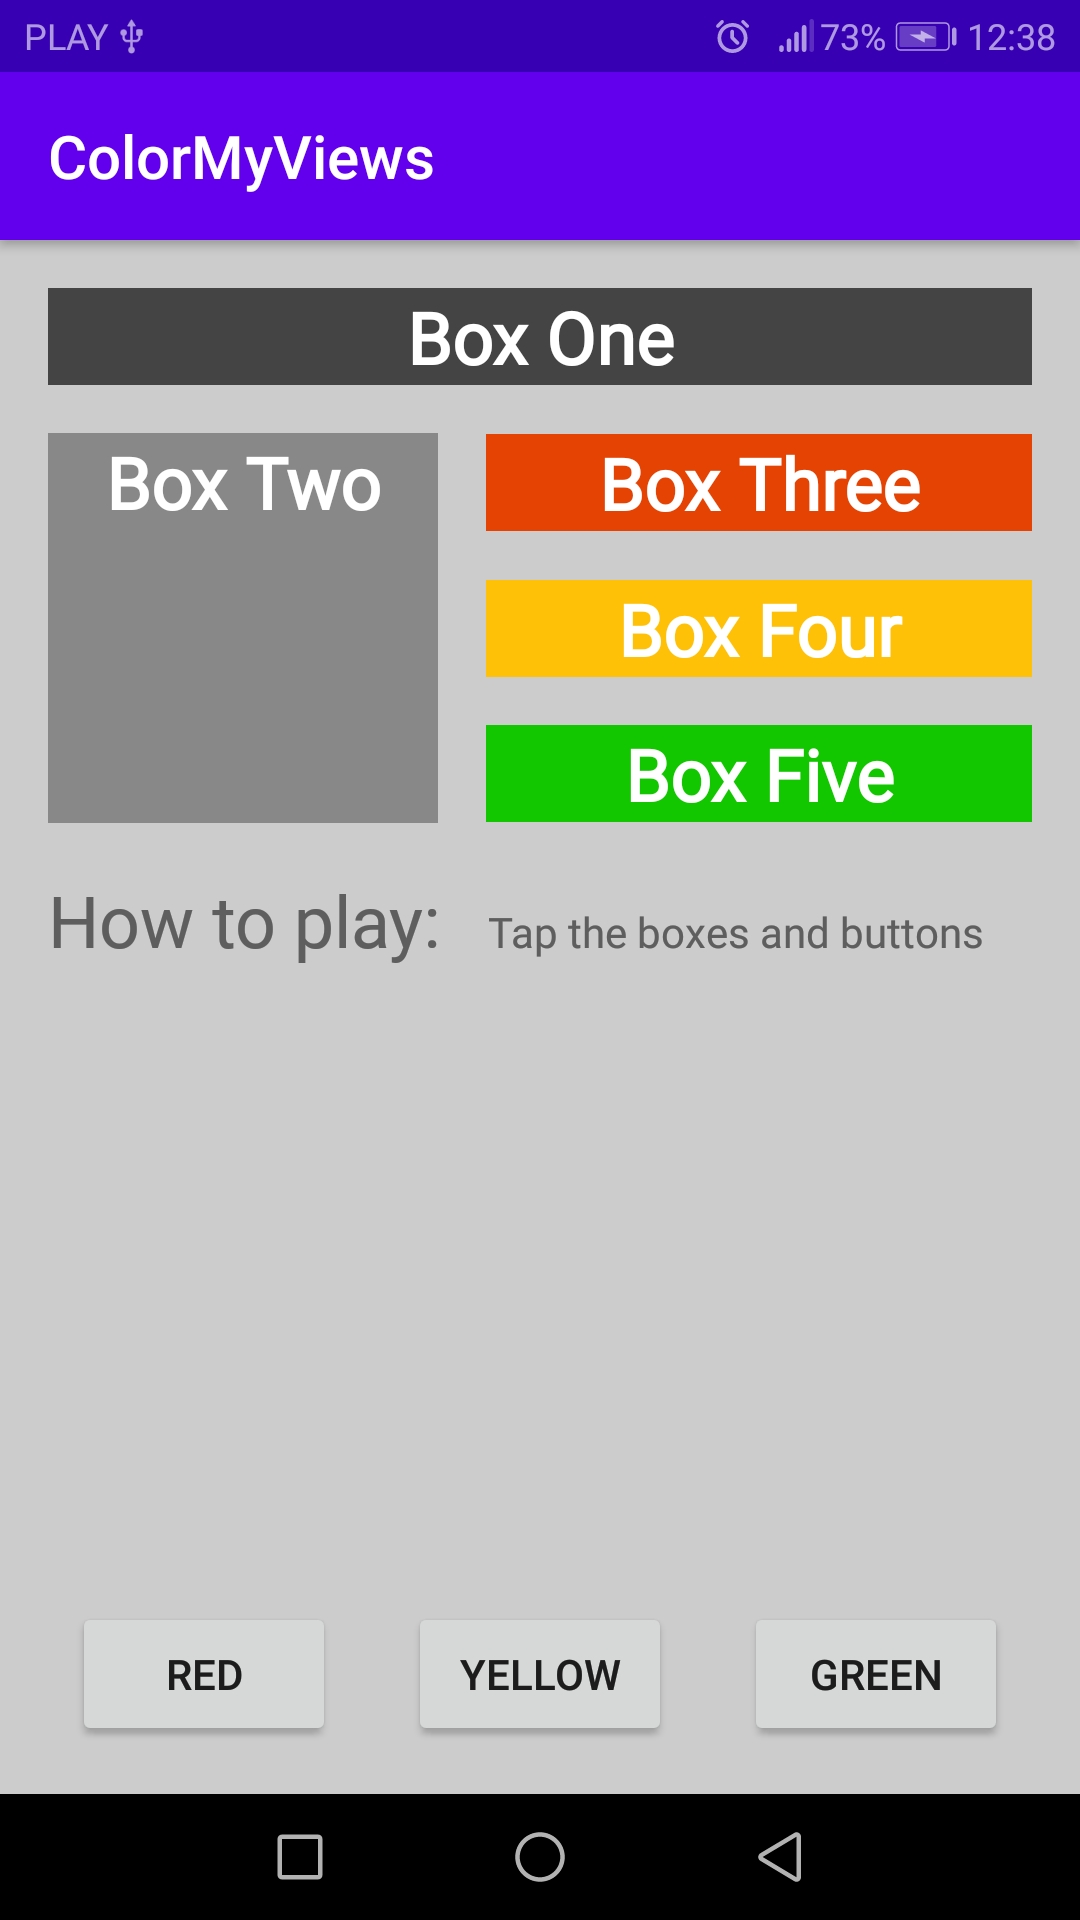 PLAY 73% 12:38
ColorMyViews
Box One
Box Two
Box Three
Box Four
Box Five
How to play: Tap the boxes and buttons
RED YELLOW GREEN